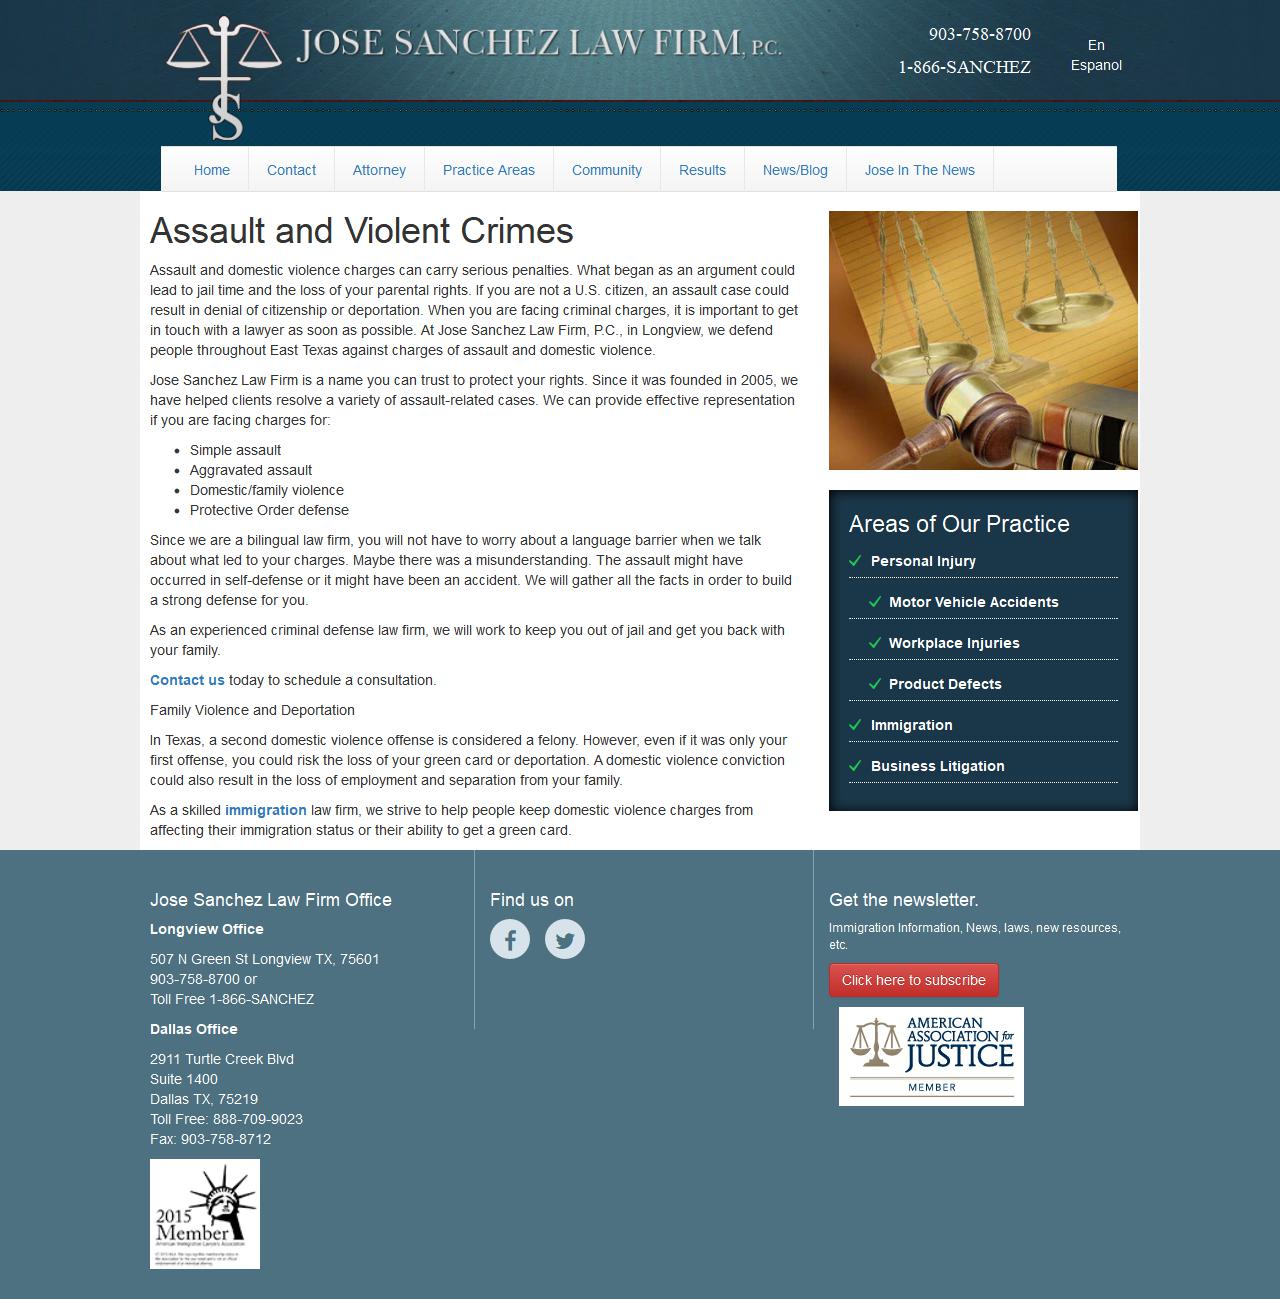 JOSE SANCHEZ LAW FIRM, P.C.
JS
903-758-8700
1-866-SANCHEZ
En
Espanol
Home
Contact
Attorney
Practice Areas
Community
Results
News/Blog
Jose In The News
Assault and Violent Crimes
Assault and domestic violence charges can carry serious penalties. What began as an argument could
lead to jail time and the loss of your parental rights. If you are not a U.S. citizen, an assault case could
result in denial of citizenship or deportation. When you are facing criminal charges, it is important to get
in touch with a lawyer as soon as possible. At Jose Sanchez Law Firm, P.C., in Longview, we defend
people throughout East Texas against charges of assault and domestic violence.
Jose Sanchez Law Firm is a name you can trust to protect your rights. Since it was founded in 2005, we
have helped clients resolve a variety of assault-related cases. We can provide effective representation
if you are facing charges for:
Simple assault
Aggravated assault
Domestic/family violence
Protective Order defense
Since we are a bilingual law firm, you will not have to worry about a language barrier when we talk
about what led to your charges. Maybe there was a misunderstanding. The assault might have
occurred in self-defense or it might have been an accident. We will gather all the facts in order to build
a strong defense for you.
As an experienced criminal defense law firm, we will work to keep you out of jail and get you back with
your family.
Contact us today to schedule a consultation.
Family Violence and Deportation
In Texas, a second domestic violence offense is considered a felony. However, even if it was only your
first offense, you could risk the loss of your green card or deportation. A domestic violence conviction
could also result in the loss of employment and separation from your family.
As a skilled immigration law firm, we strive to help people keep domestic violence charges from
affecting their immigration status or their ability to get a green card.
Areas of Our Practice
Personal Injury
Motor Vehicle Accidents
Workplace Injuries
Product Defects
Immigration
Business Litigation
Jose Sanchez Law Firm Office
Longview Office
507 N Green St Longview TX, 75601
903-758-8700 or
Toll Free 1-866-SANCHEZ
Dallas Office
2911 Turtle Creek Blvd
Suite 1400
Dallas TX, 75219
Toll Free: 888-709-9023
Fax: 903-758-8712
2015
Member
American Immigration Lawyers Association
Find us on
Get the newsletter.
Immigration Information, News, laws, new resources,
etc.
Click here to subscribe
AMERICAN
ASSOCIATION for
JUSTICE
MEMBER